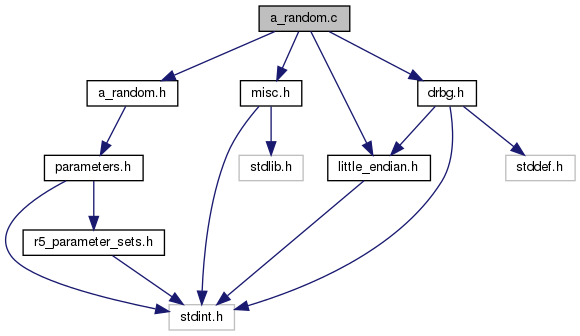 a_random.c
a_random.h
misc.h
drbg.h
parameters.h
stdlib.h
little_endian.h
stddef.h
r5_parameter_sets.h
stdint.h